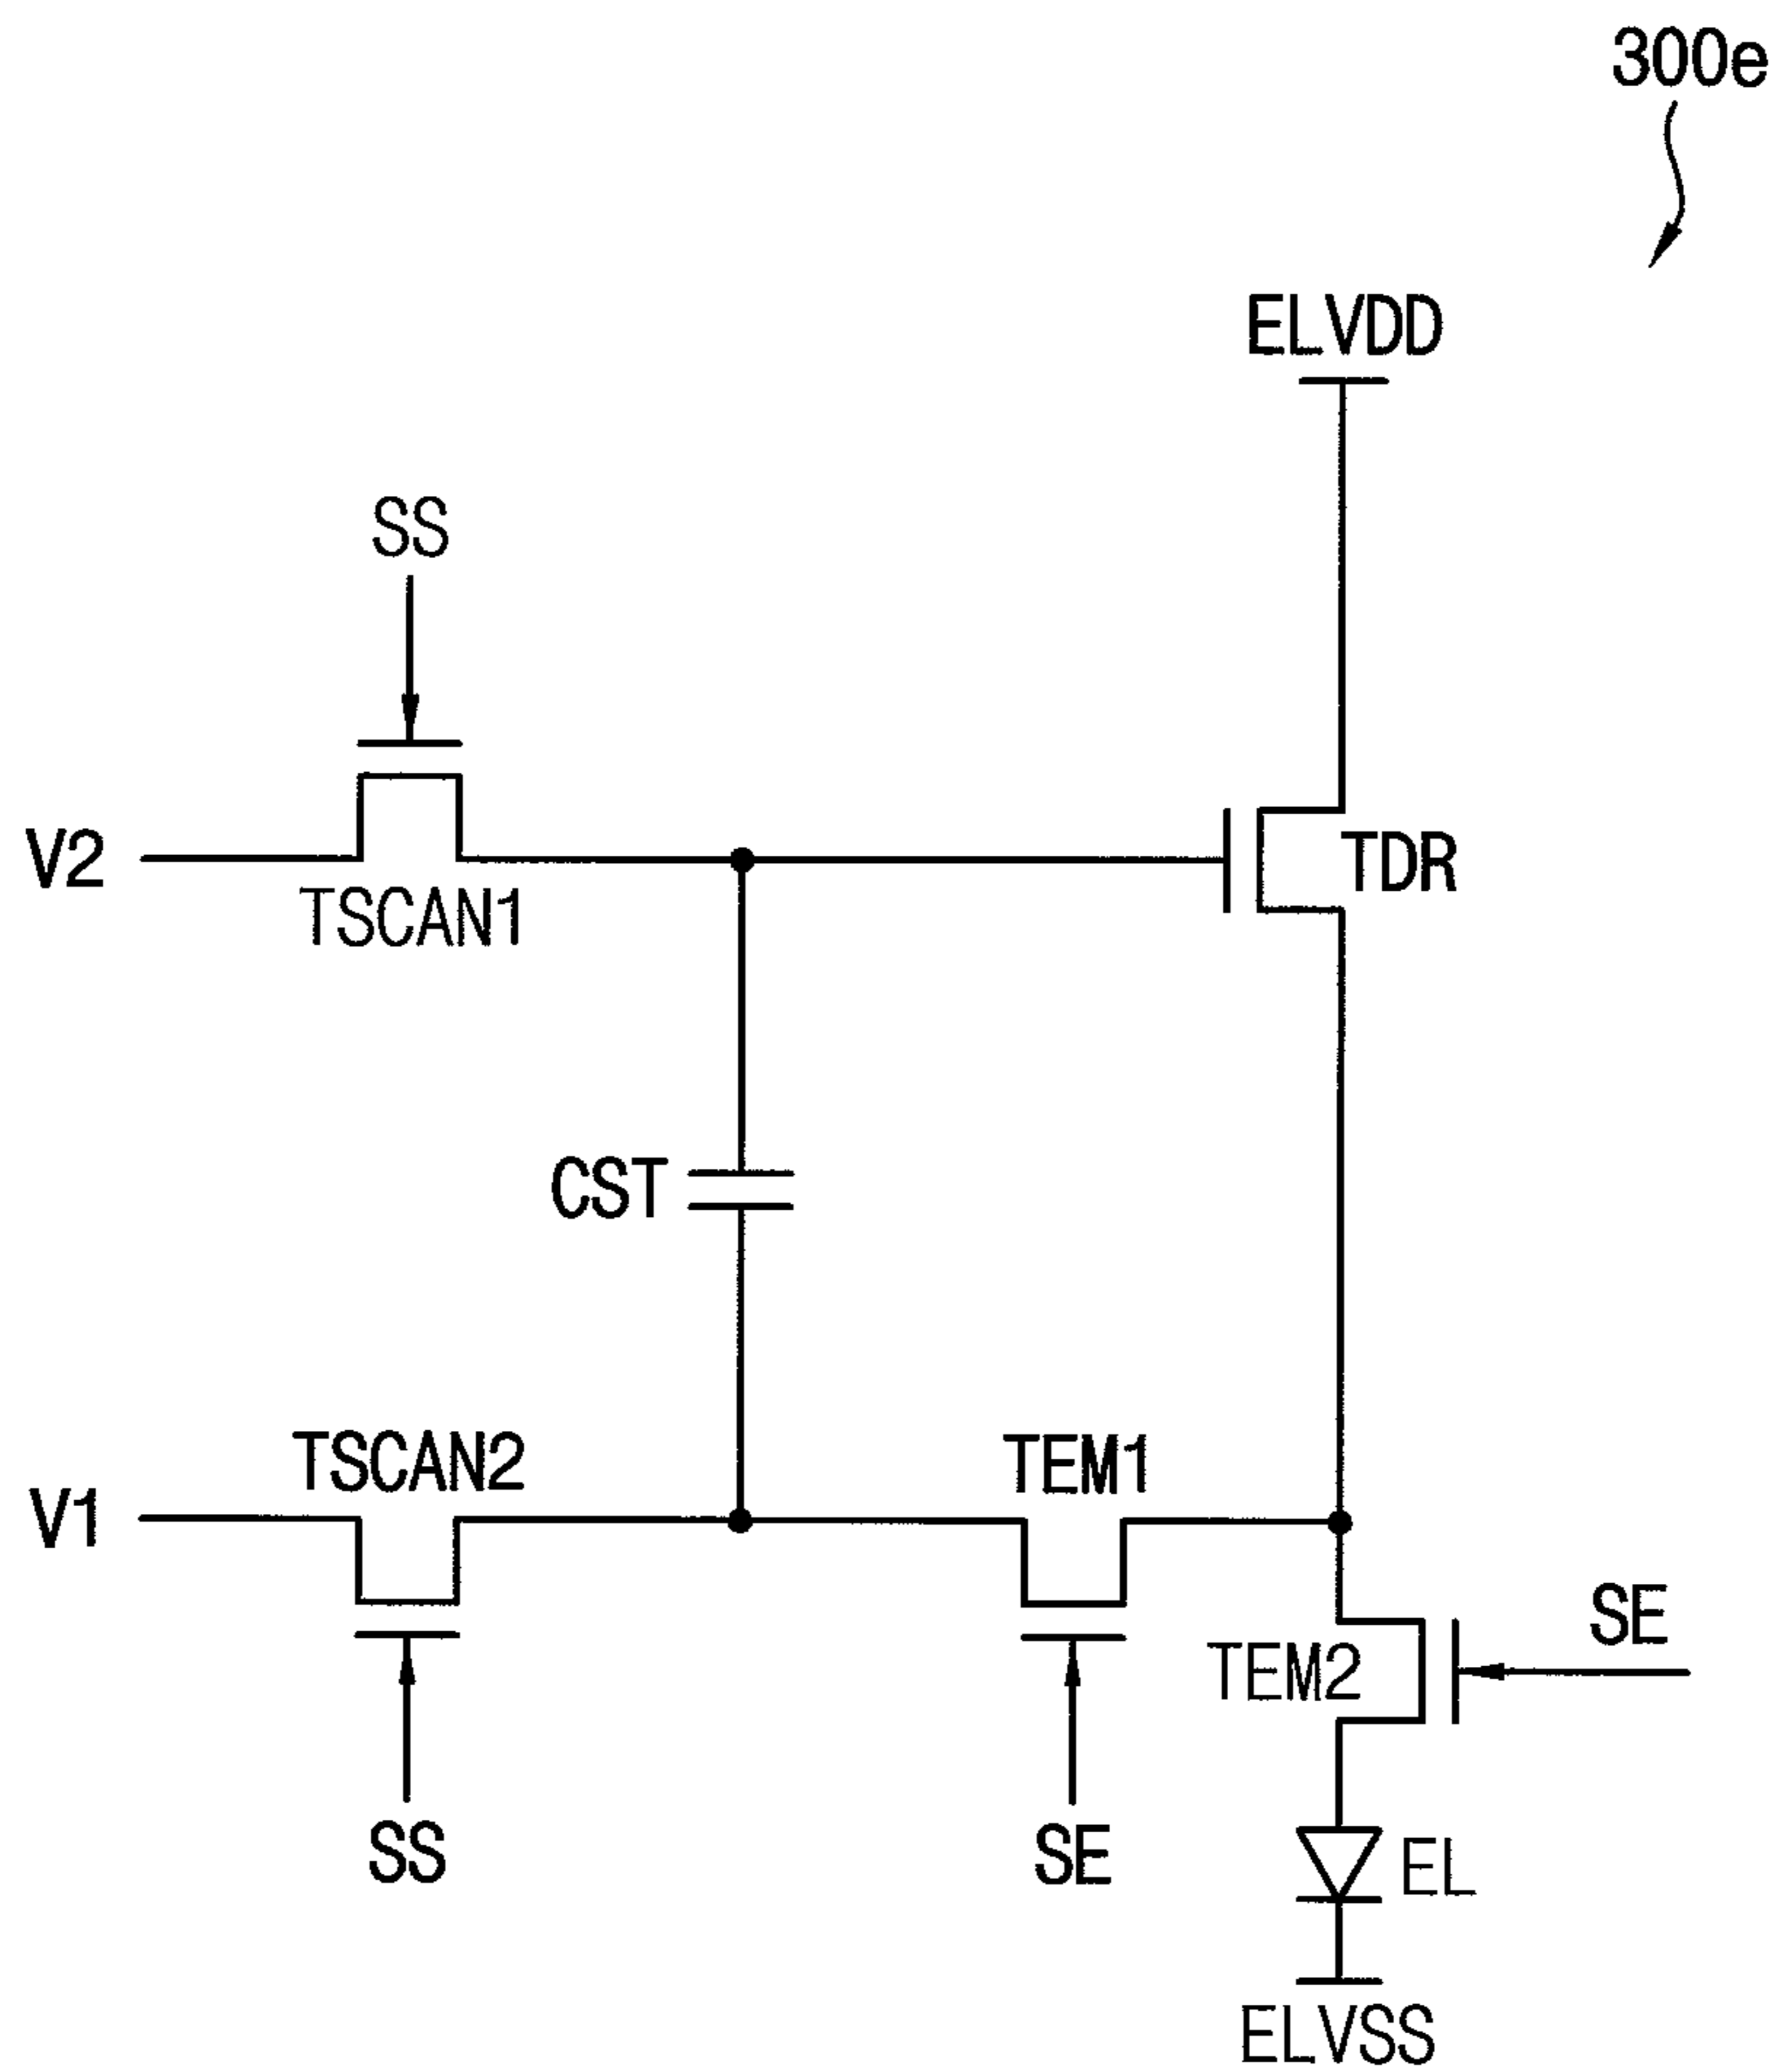 300e
ELVDD
SS
V2
TDR
TSCAN1
CST
TSCAN2
TEM1
V1
SE
TEM2
SS
SE
EL
ELVSS